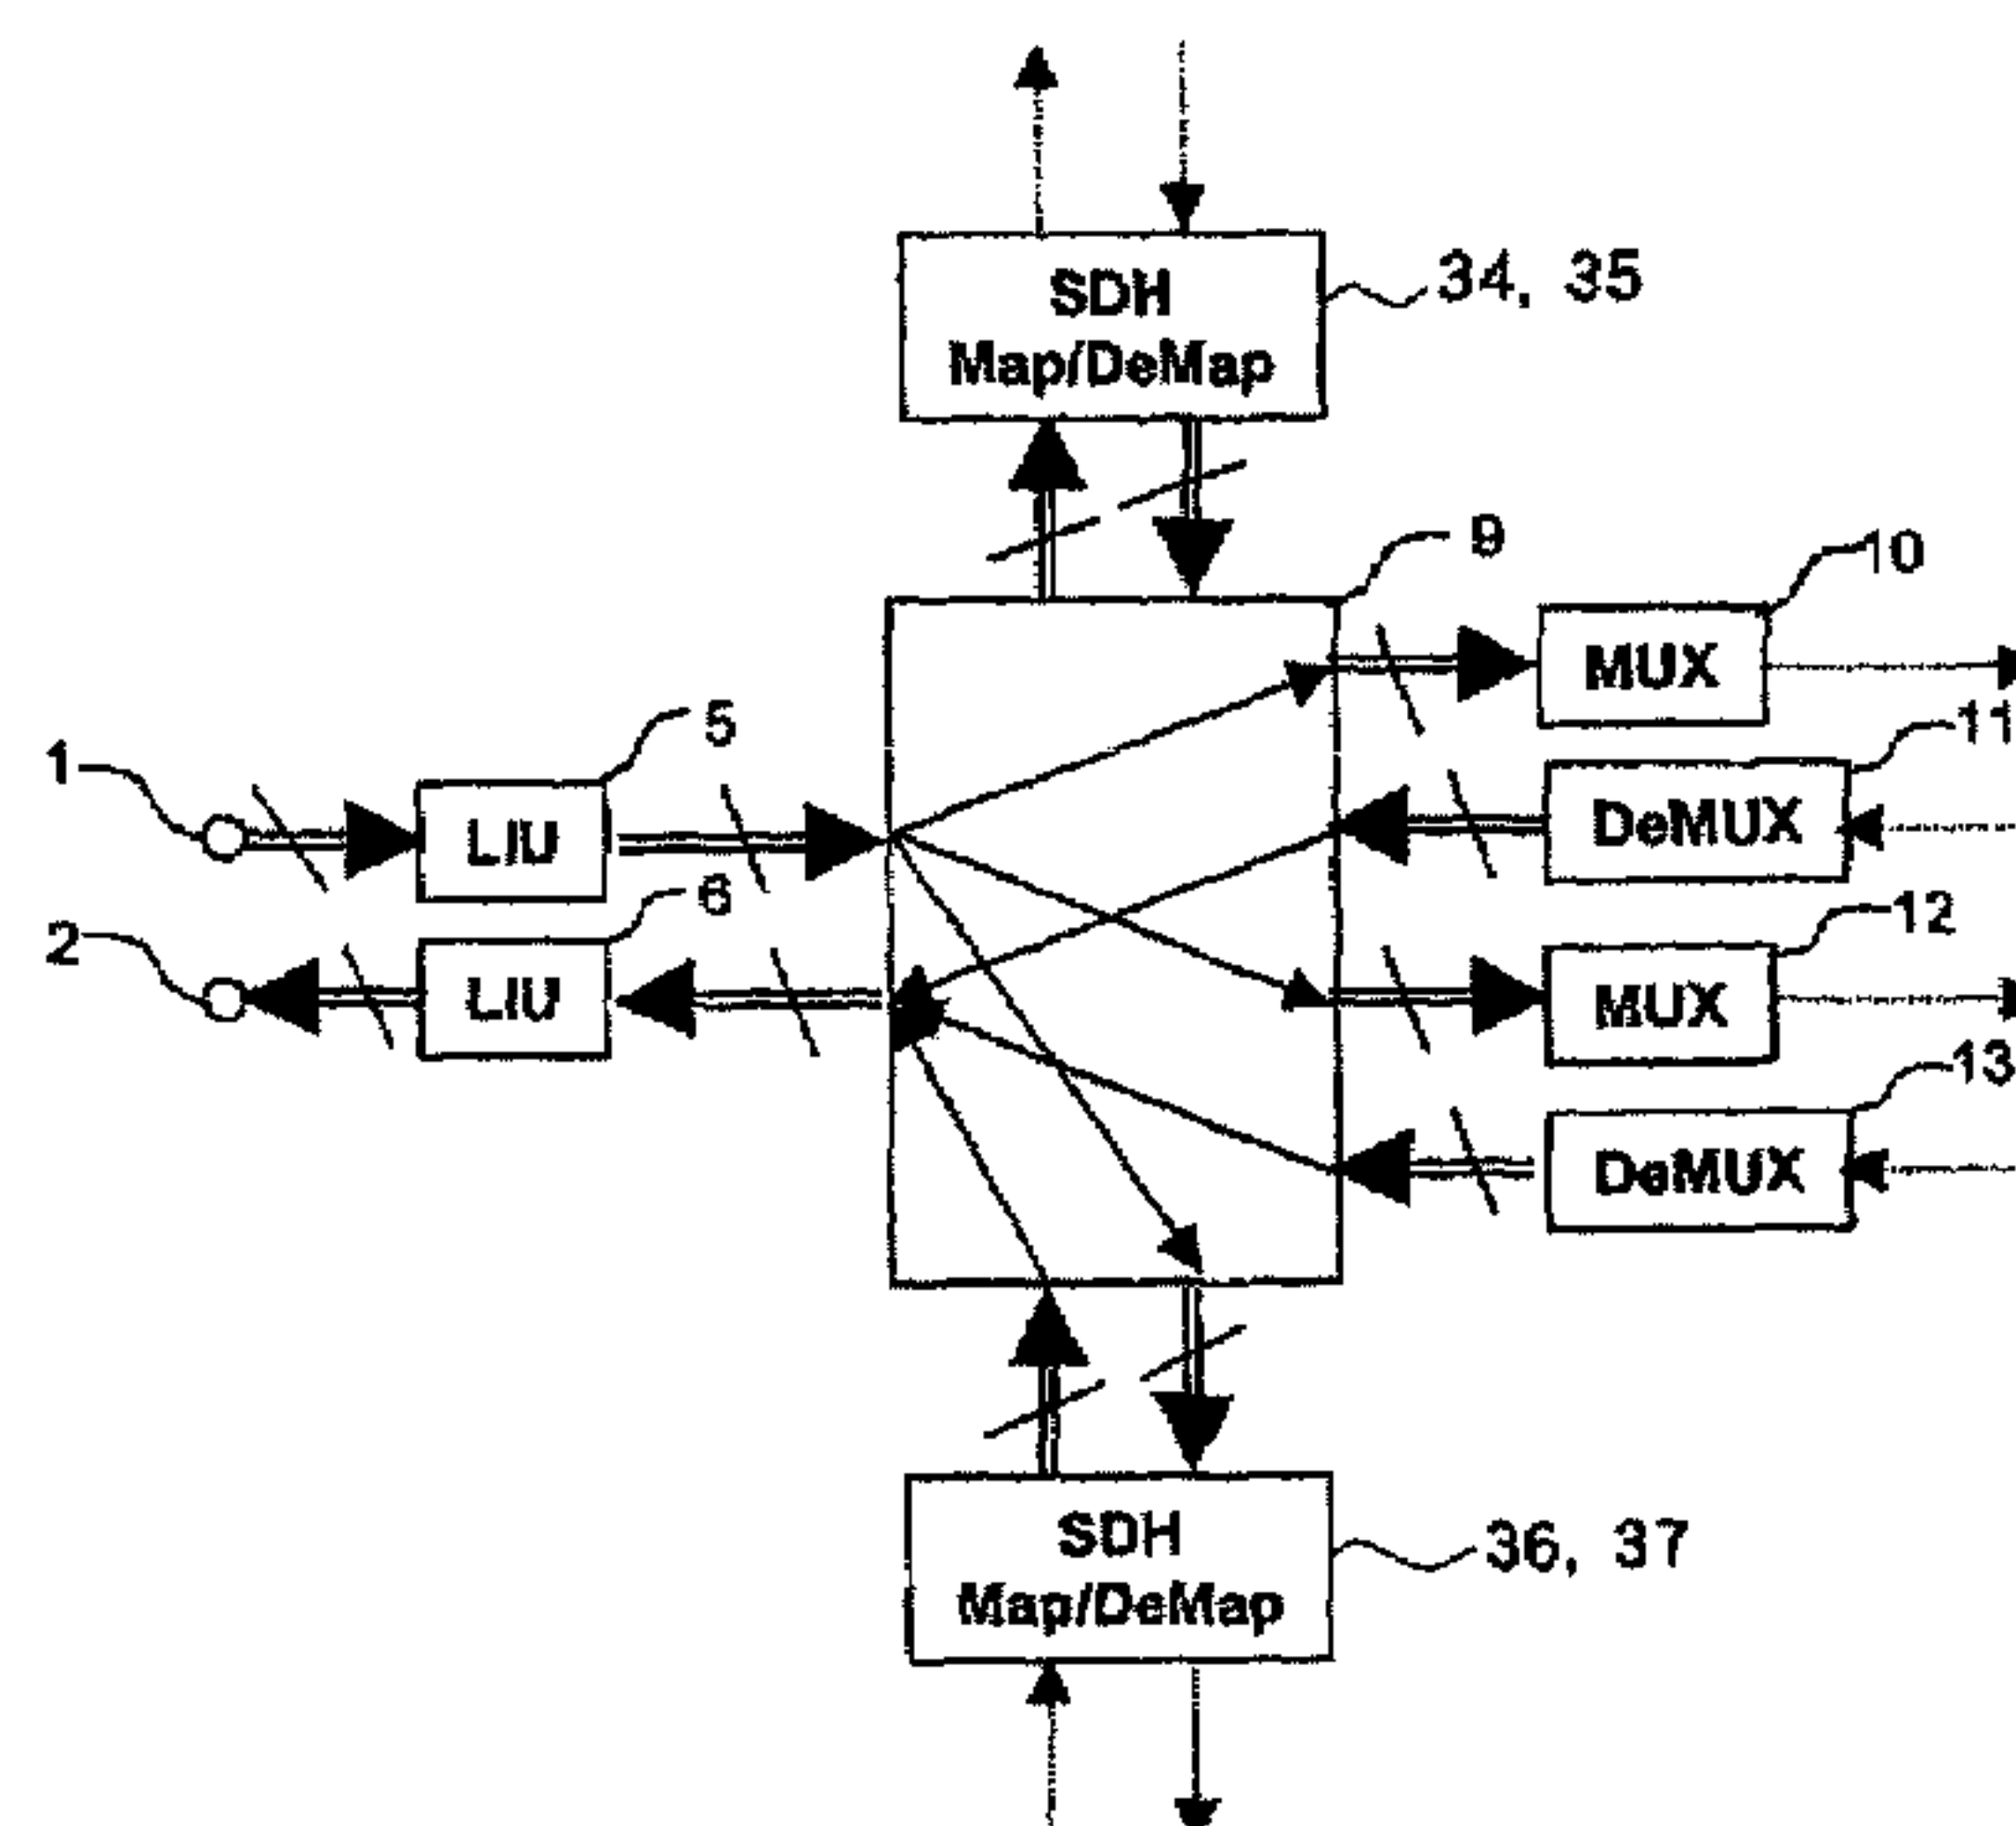 SDH
Map/DeMap
34, 35
9
10
MUX
11
5
1
LIU
DeMUX
6
12
2
LIU
MUX
13
DeMUX
SDH
Map/DeMap
36, 37